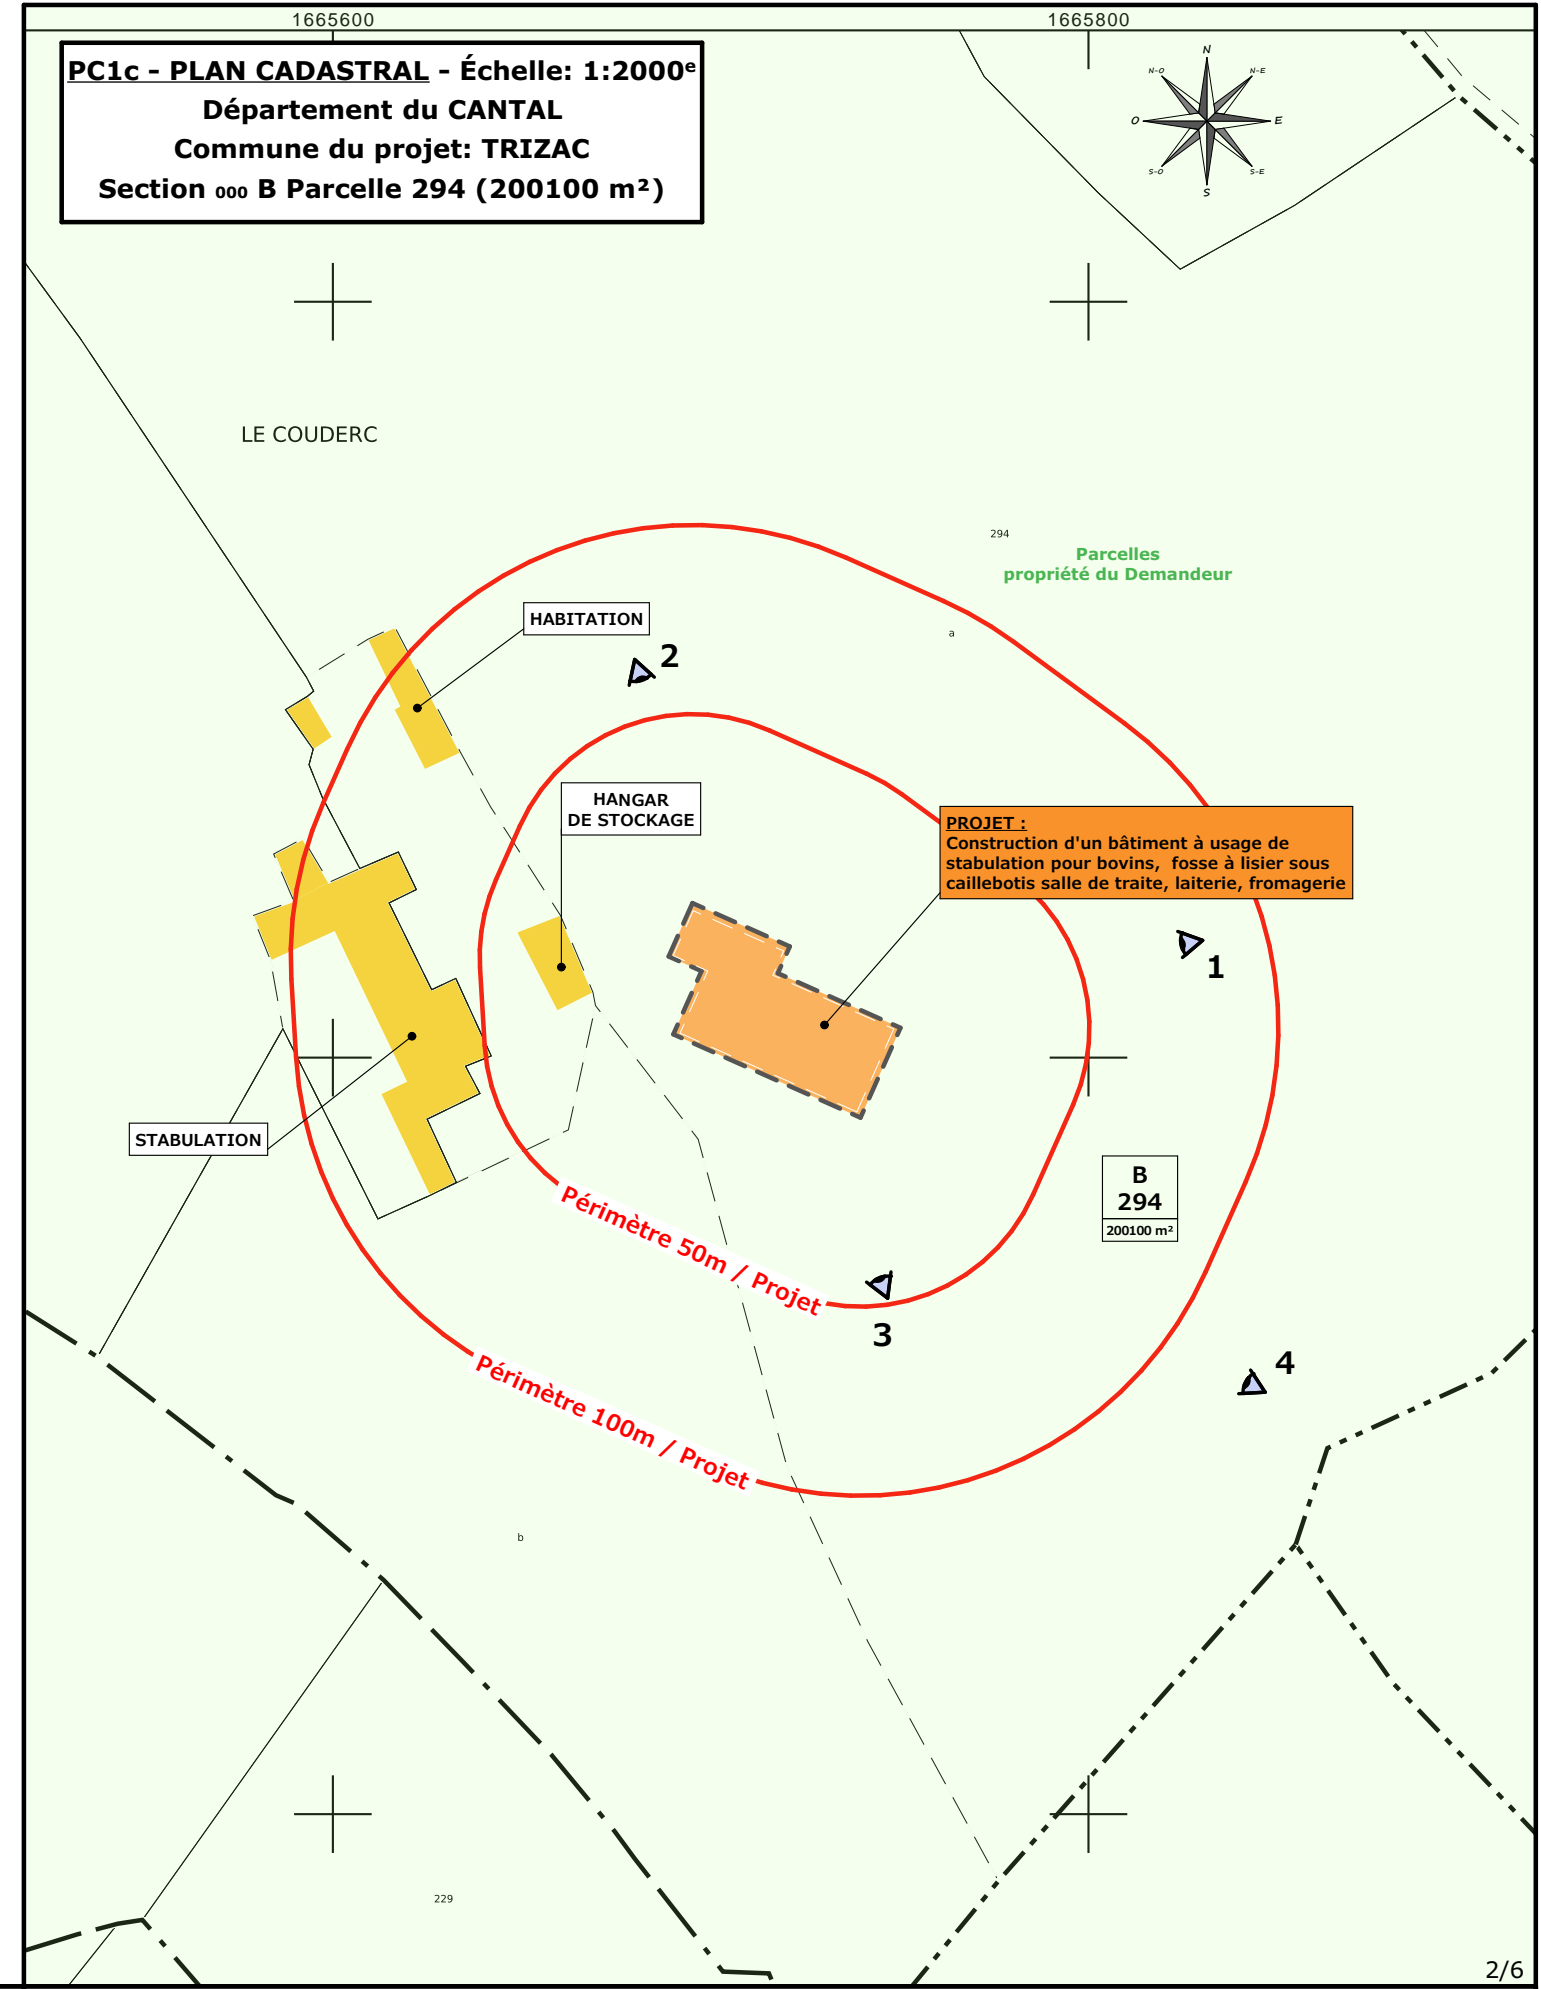 1665600
1665800
PC1c - PLAN CADASTRAL - Échelle: 1:2000ᵉ
Département du CANTAL
Commune du projet: TRIZAC
Section 000 B Parcelle 294 (200100 m²)
N
N-O
N-E
O
E
S-O
S-E
S
LE COUDERC
294
Parcelles
propriété du Demandeur
HABITATION
a
2
HANGAR
DE STOCKAGE
PROJET :
Construction d'un bâtiment à usage de
stabulation pour bovins, fosse à lisier sous
caillebotis salle de traite, laiterie, fromagerie
1
STABULATION
B
294
200100 m²
Périmètre 50m / Projet
3
4
Périmètre 100m / Projet
b
229
2/6